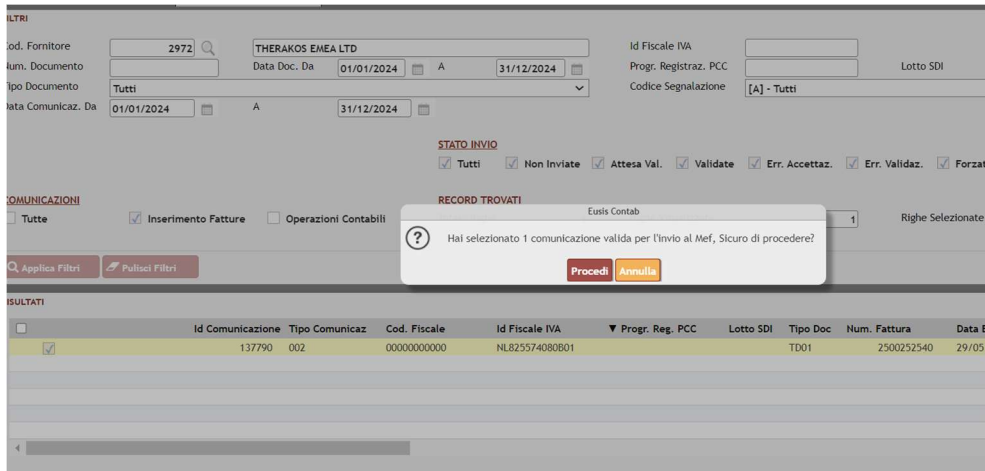 ILTRI
Cod. Fornitore 2972 THERAKOS EMEA LTD Id Fiscale IVA
Num. Documento Data Doc. Da 01/01/2024 A 31/12/2024 Progr. Registraz. PCC Lotto SDI
Tipo Documento Tutti Codice Segnalazione [A] - Tutti
Data Comunicaz. Da 01/01/2024 A 31/12/2024
STATO INVIO
Tutti Non Inviate Attesa Val. Validate Err. Accettaz. Err. Validaz. Forzat
COMUNICAZIONI RECORD TROVATI
Tutte Inserimento Fatture Operazioni Contabili 1 Righe Selezionate
Eusis Contab
Hai selezionato 1 comunicazione valida per l'invio al Mef, Sicuro di procedere?
Procedi Annulla
Applica Filtri Pulisci Filtri
RISULTATI
Id Comunicazione Tipo Comunicaz Cod. Fiscale Id Fiscale IVA ▼ Progr. Reg. PCC Lotto SDI Tipo Doc Num. Fattura Data E
137790 002 00000000000 NL825574080B01 TD01 2500252540 29/05